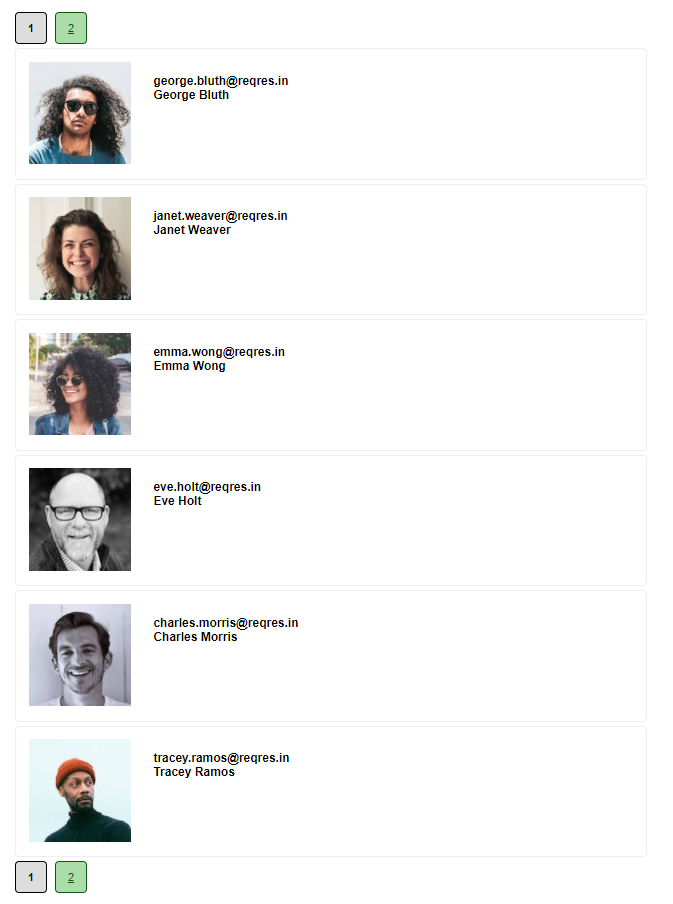 1 2
george.bluth@reqres.in
George Bluth
janet.weaver@reqres.in
Janet Weaver
emma.wong@reqres.in
Emma Wong
eve.holt@reqres.in
Eve Holt
charles.morris@reqres.in
Charles Morris
tracey.ramos@reqres.in
Tracey Ramos
1 2